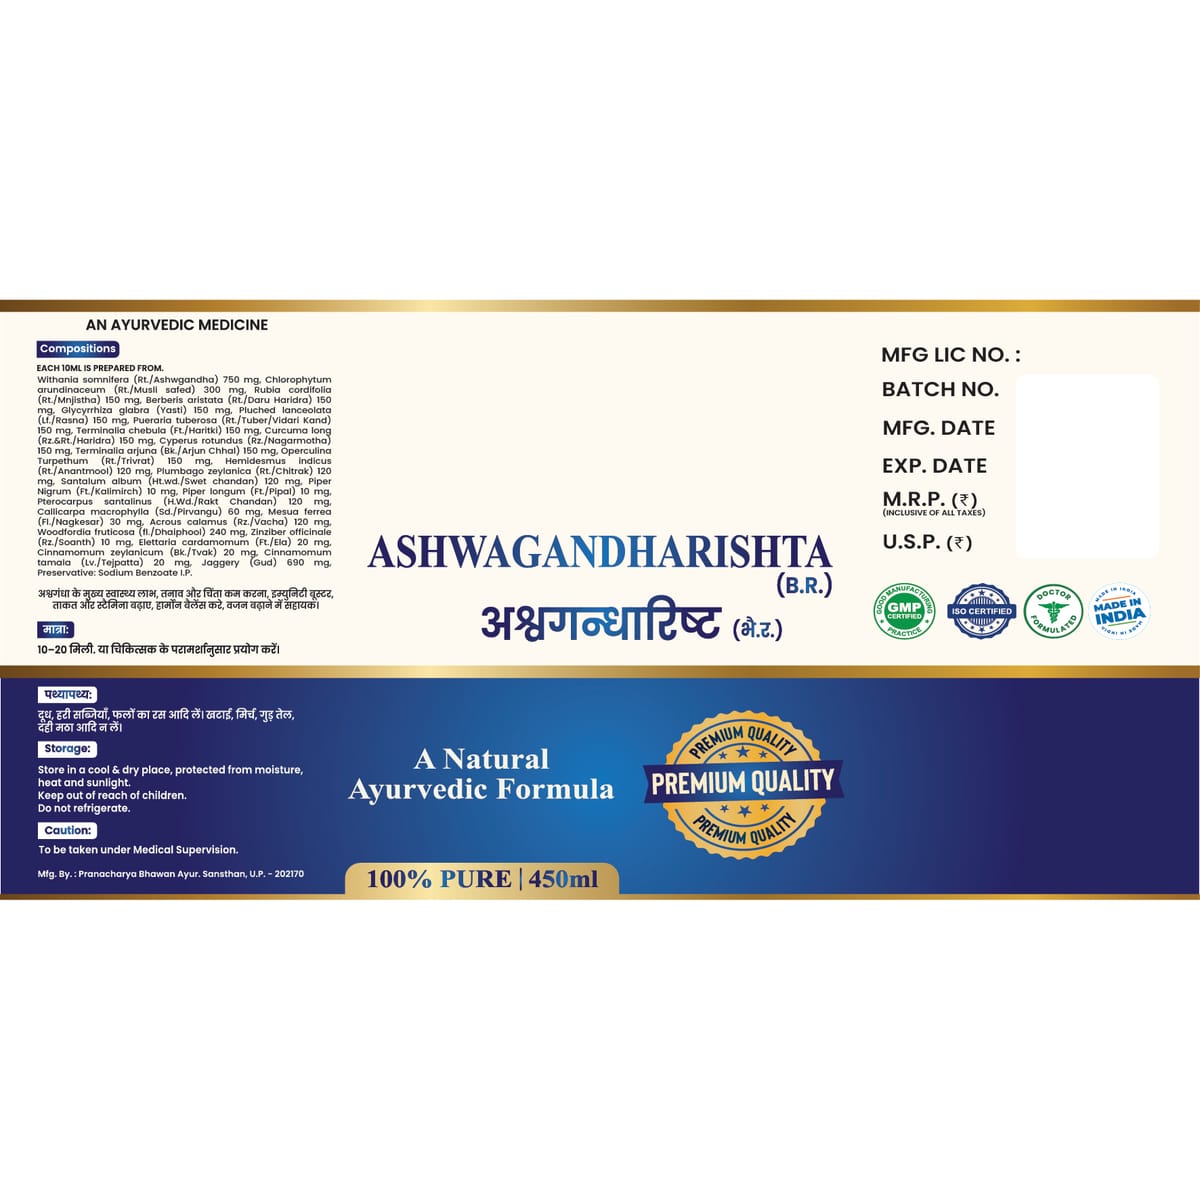 AN AYURVEDIC MEDICINE
Compositions
EACH 10ML IS PREPARED FROM.
Withania somnifera (Rt./Ashwgandha) 750 mg, Chlorophytum
arundinaceum (Rt./Musli safed) 300 mg, Rubia cordifolia
(Rt./Mnjistha) 150 mg, Berberis aristata (Rt./Daru Haridra) 150
mg, Glycyrrhiza glabra (Yasti) 150 mg, Pluched lanceolata
(Lf./Rasna) 150 mg, Pueraria tuberosa (Rt./Tuber/Vidari Kand)
150 mg, Terminalia chebula (Ft./Haritki) 150 mg, Curcuma long
(Rz.&Rt./Haridra) 150 mg, Cyperus rotundus (Rz./Nagarmotha)
150 mg, Terminalia arjuna (Bk./Arjun Chhal) 150 mg, Operculina
Turpethum (Rt./Trivrat) 150 mg, Hemidesmus indicus
(Rt./Anantmool) 120 mg, Plumbago zeylanica (Rt./Chitrak) 120
mg, Santalum album (Ht.wd./Swet chandan) 120 mg, Piper
Nigrum (Ft./Kalimirch) 10 mg, Piper longum (Ft./Pipal) 10 mg,
Pterocarpus santalinus (H.Wd./Rakt Chandan) 120 mg,
Callicarpa macrophylla (Sd./Pirvangu) 60 mg, Mesua ferrea
(Fl./Nagkesar) 30 mg, Acrous calamus (Rz./Vacha) 120 mg,
Woodfordia fruticosa (fl./Dhaiphool) 240 mg, Zinziber officinale
(Rz./Soanth) 10 mg, Elettaria cardamomum (Ft./Ela) 20 mg,
Cinnamomum zeylanicum (Bk./Tvak) 20 mg, Cinnamomum
tamala (Lv./Tejpatta) 20 mg, Jaggery (Gud) 690 mg,
Preservative: Sodium Benzoate I.P.
अश्वगंधा के मुख्य स्वास्थ्य लाभ, तनाव और चिंता कम करना, इम्युनिटी बूस्टर,
ताकत और स्टैमिना बढ़ाए, हार्मोन बैलेंस करे, वजन बढ़ाने में सहायक।
मात्रा:
10-20 मिली. या चिकित्सक के परामर्शानुसार प्रयोग करें।
पथ्यापथ्य:
दूध, हरी सब्जियाँ, फलों का रस आदि लें। खटाई, मिर्च, गुड़ तेल,
दही मठा आदि न लें।
Storage:
Store in a cool & dry place, protected from moisture,
heat and sunlight.
Keep out of reach of children.
Do not refrigerate.
Caution:
To be taken under Medical Supervision.
Mfg. By. : Pranacharya Bhawan Ayur. Sansthan, U.P. - 202170
ASHWAGANDHARISHTA
(B.R.)
अश्वगन्धारिष्ट (भै.र.)
A Natural
Ayurvedic Formula
100% PURE | 450ml
PREMIUM QUALITY
PREMIUM QUALITY
PREMIUM QUALITY
MFG LIC NO. :
BATCH NO.
MFG. DATE
EXP. DATE
M.R.P. (₹)
(INCLUSIVE OF ALL TAXES)
U.S.P. (₹)
GOOD MANUFACTURING
GMP
CERTIFIED
PRACTICE
ISO CERTIFIED
DOCTOR
FORMULATED
MADE IN INDIA
MADE IN
INDIA
MADE IN INDIA